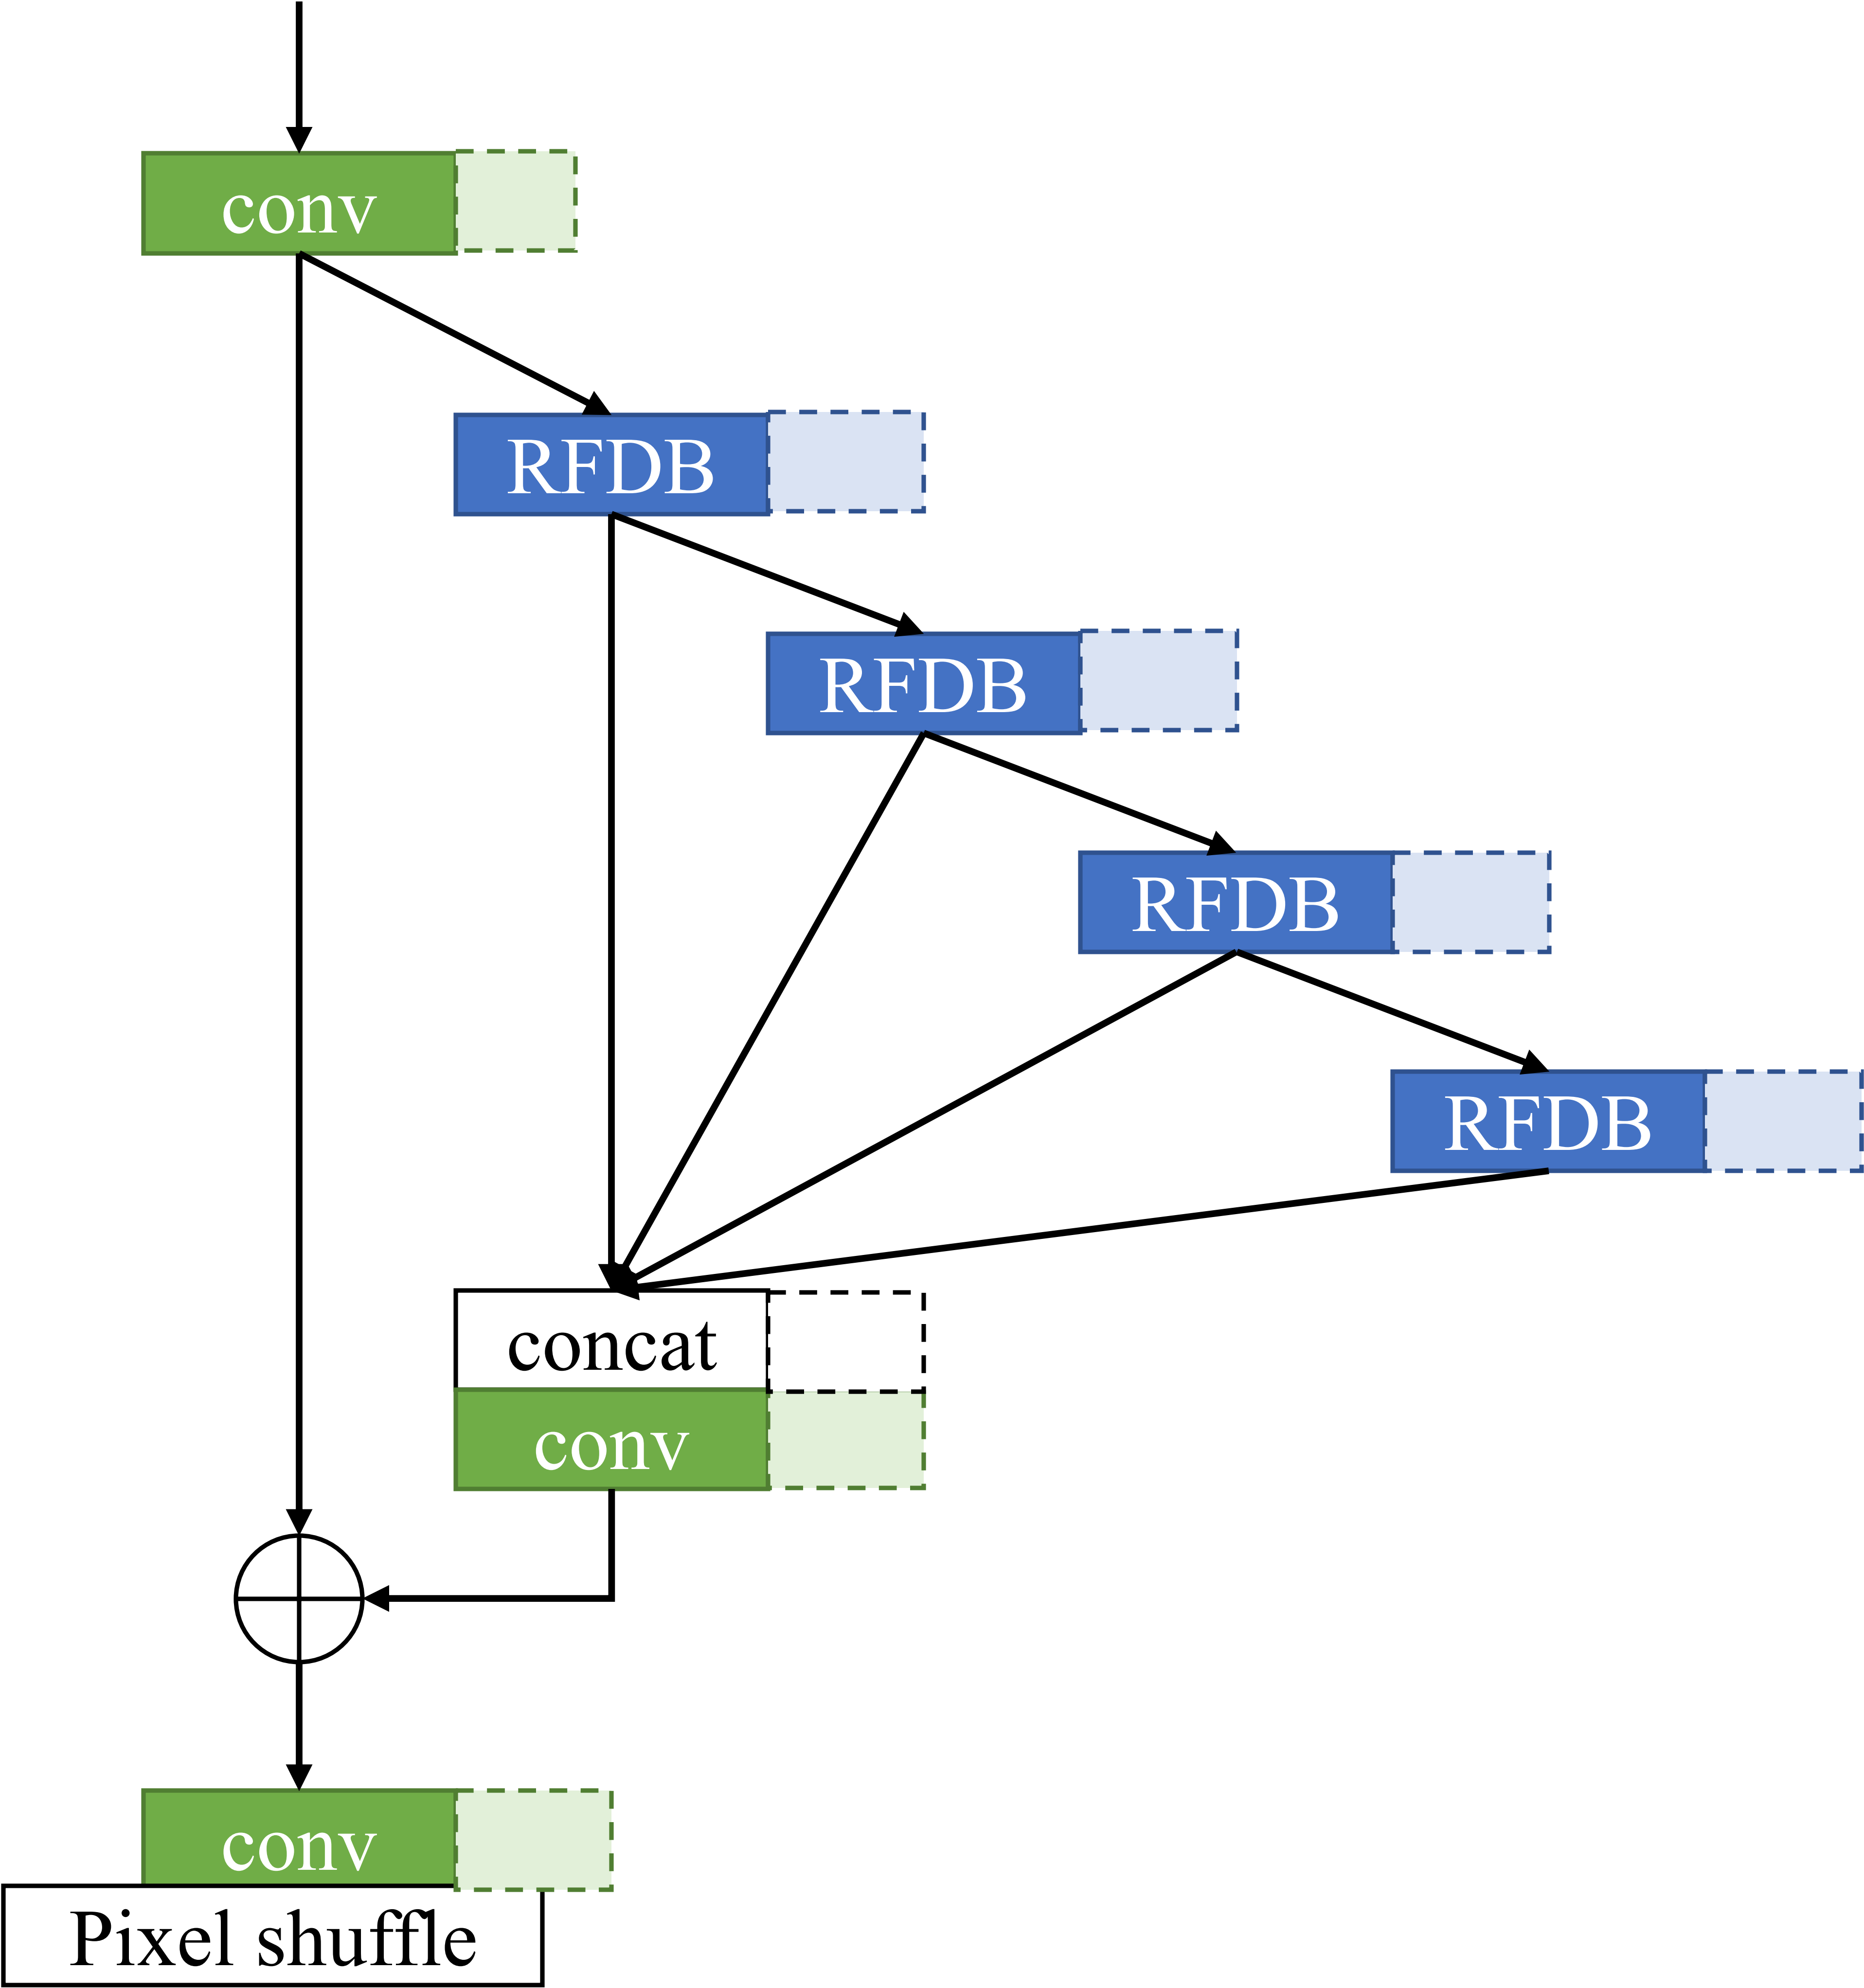 conv
RFDB
RFDB
RFDB
RFDB
concat
conv
conv
Pixel shuffle